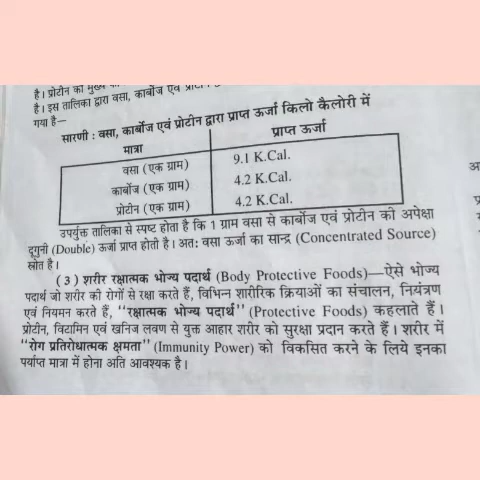 है। प्रोटीन का मुख्य
है। इस तालिका द्वारा वसा, कार्बोज एवं
गया है—
सारणी : वसा, कार्बोज एवं प्रोटीन द्वारा प्राप्त ऊर्जा किलो कैलोरी में
मात्रा प्राप्त ऊर्जा
वसा (एक ग्राम) 9.1 K.Cal.
कार्बोज (एक ग्राम) 4.2 K.Cal.
प्रोटीन (एक ग्राम) 4.2 K.Cal.
उपर्युक्त तालिका से स्पष्ट होता है कि 1 ग्राम वसा से कार्बोज एवं प्रोटीन की अपेक्षा
दूगुनी (Double) ऊर्जा प्राप्त होती है। अतः वसा ऊर्जा का सान्द्र (Concentrated Source)
स्रोत है।
(3) शरीर रक्षात्मक भोज्य पदार्थ (Body Protective Foods)—ऐसे भोज्य
पदार्थ जो शरीर की रोगों से रक्षा करते हैं, विभिन्न शारीरिक क्रियाओं का संचालन, नियंत्रण
एवं नियमन करते हैं, "रक्षात्मक भोज्य पदार्थ" (Protective Foods) कहलाते हैं।
प्रोटीन, विटामिन एवं खनिज लवण से युक्त आहार शरीर को सुरक्षा प्रदान करते हैं। शरीर में
"रोग प्रतिरोधात्मक क्षमता" (Immunity Power) को विकसित करने के लिये इनका
पर्याप्त मात्रा में होना अति आवश्यक है।